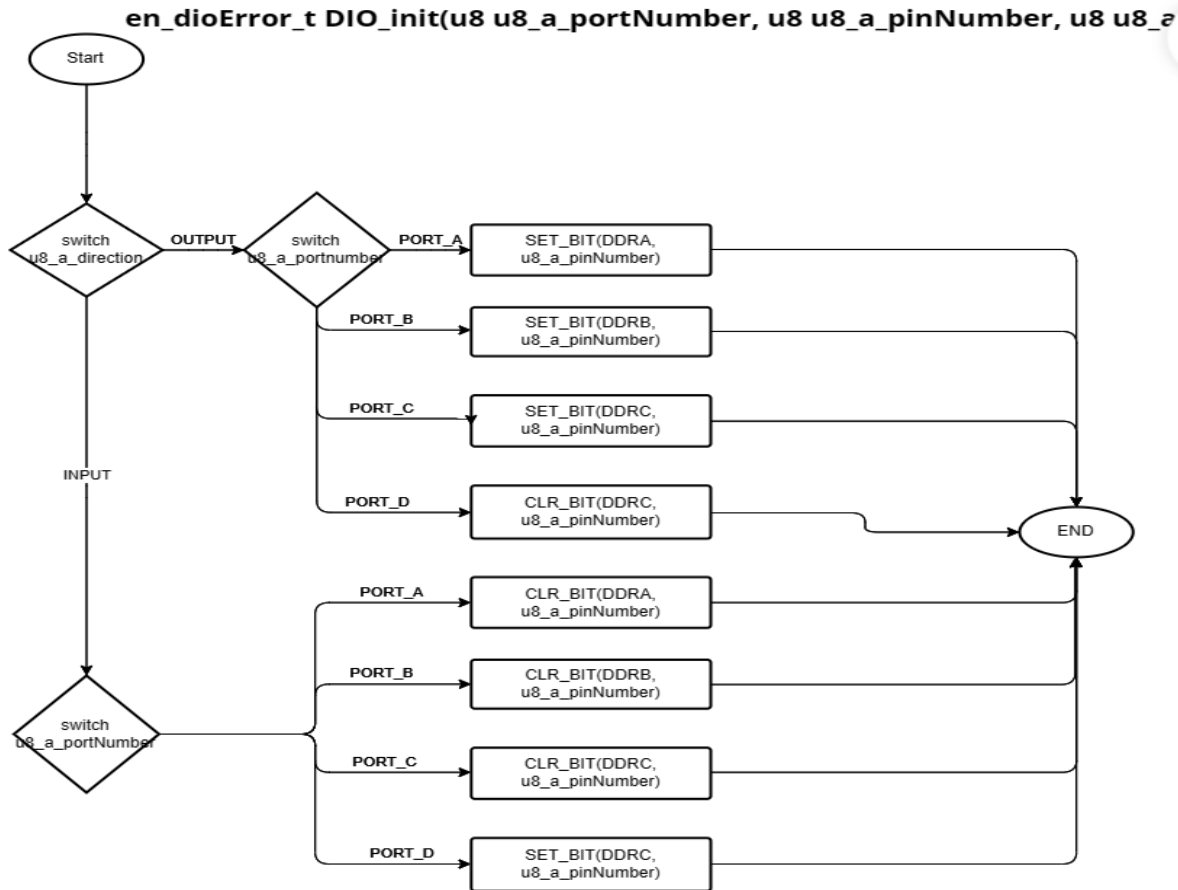 en_dioError_t DIO_init(u8 u8_a_portNumber, u8 u8_a_pinNumber, u8 u8_a
Start
switch
u8_a_direction
OUTPUT
switch
u8_a_portnumber
PORT_A
SET_BIT(DDRA,
u8_a_pinNumber)
PORT_B
SET_BIT(DDRB,
u8_a_pinNumber)
PORT_C
SET_BIT(DDRC,
u8_a_pinNumber)
INPUT
PORT_D
CLR_BIT(DDRC,
u8_a_pinNumber)
END
PORT_A
CLR_BIT(DDRA,
u8_a_pinNumber)
PORT_B
CLR_BIT(DDRB,
u8_a_pinNumber)
switch
u8_a_portNumber
PORT_C
CLR_BIT(DDRC,
u8_a_pinNumber)
PORT_D
SET_BIT(DDRC,
u8_a_pinNumber)